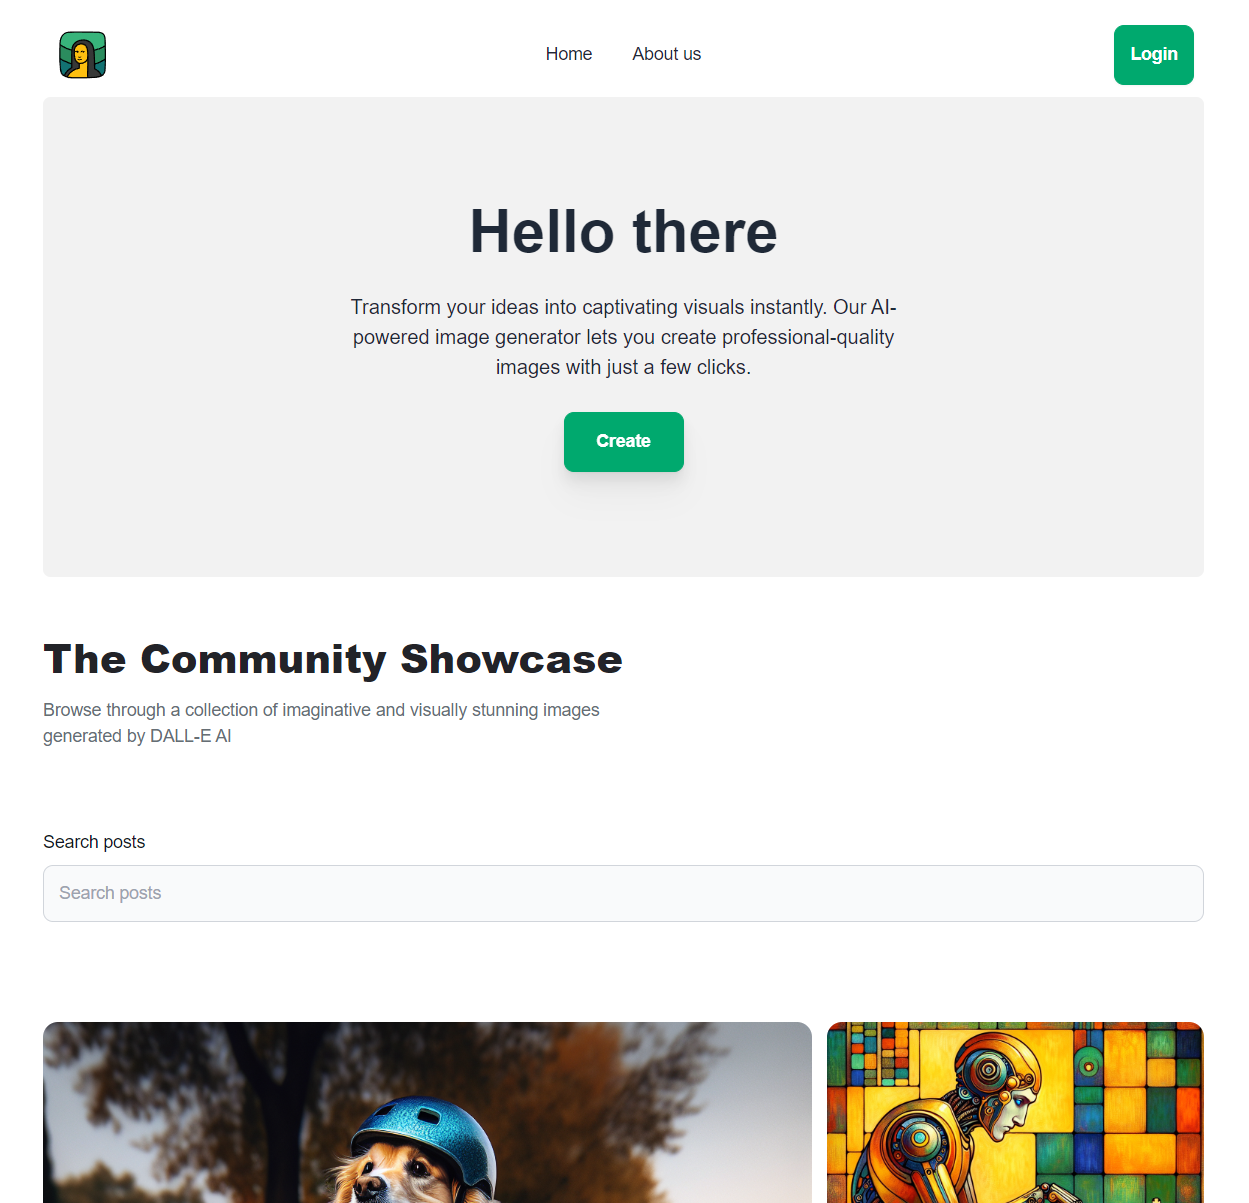 Home
About us
Login
Hello there
Transform your ideas into captivating visuals instantly. Our AI-
powered image generator lets you create professional-quality
images with just a few clicks.
Create
The Community Showcase
Browse through a collection of imaginative and visually stunning images
generated by DALL-E AI
Search posts
Search posts